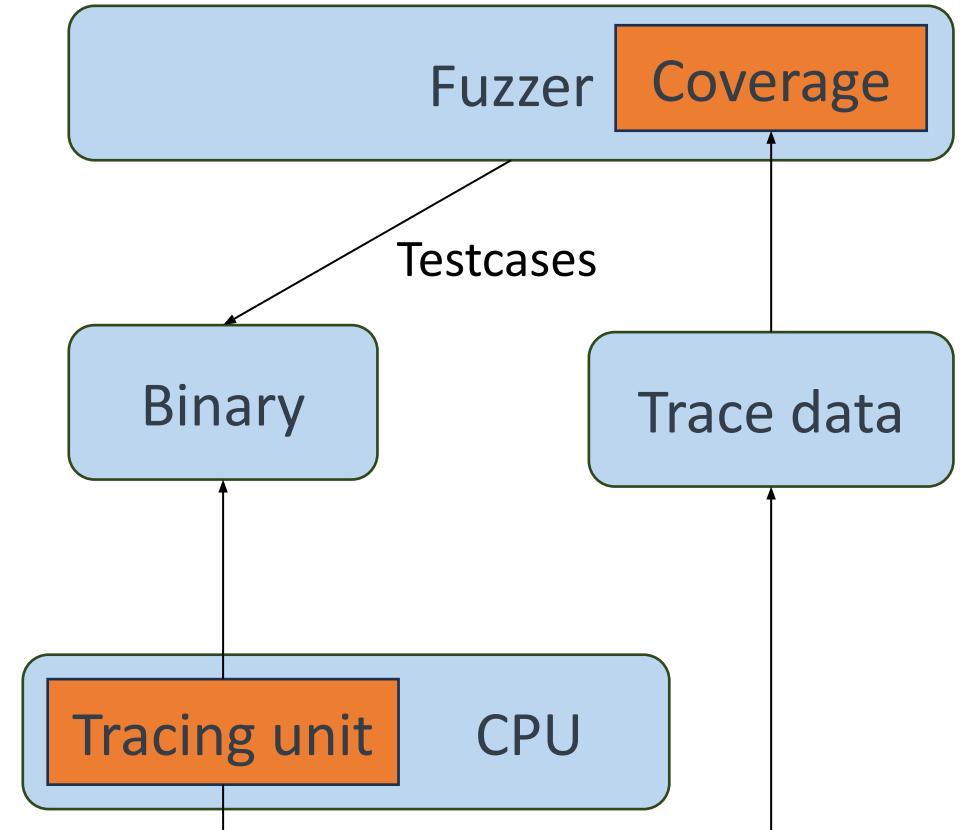 Fuzzer
Coverage
Testcases
Binary
Trace data
Tracing unit
CPU